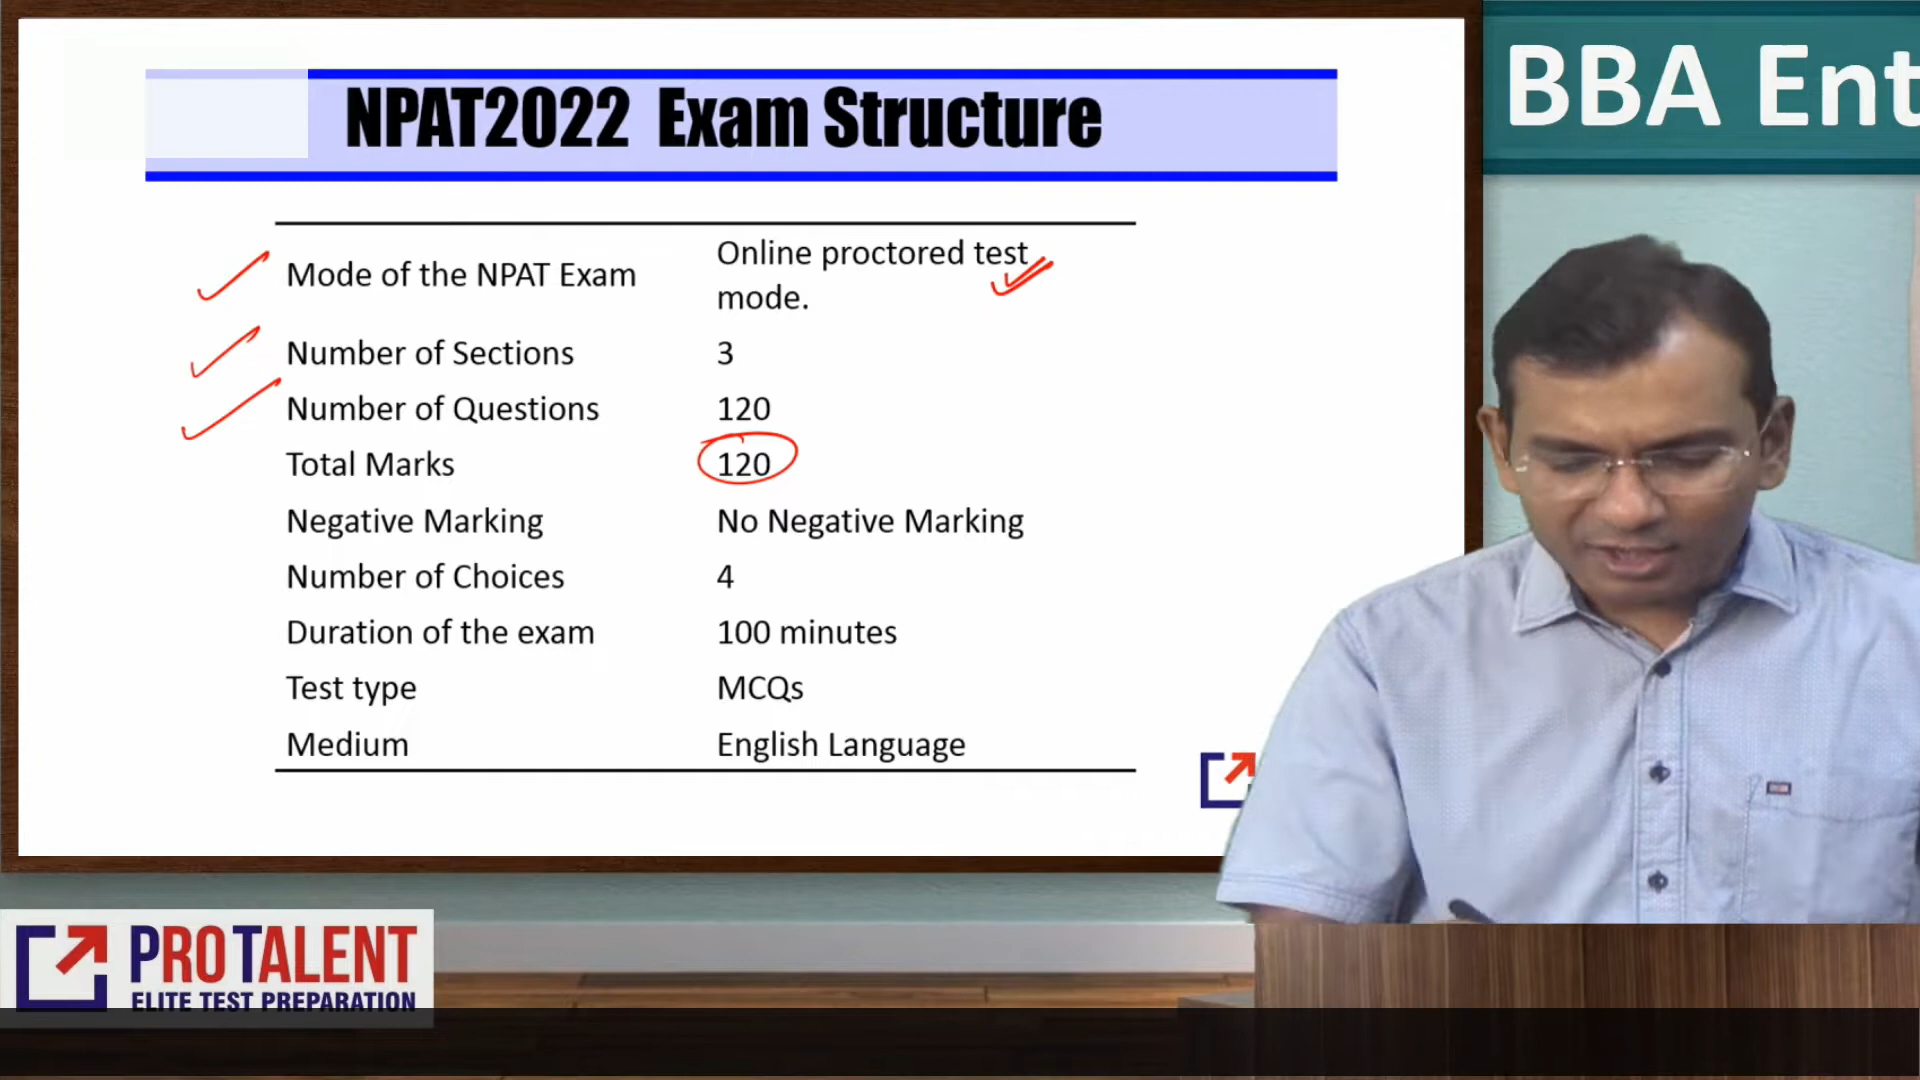 NPAT2022 Exam Structure
BBA Ent
Mode of the NPAT Exam Online proctored test mode.
Number of Sections 3
Number of Questions 120
Total Marks 120
Negative Marking No Negative Marking
Number of Choices 4
Duration of the exam 100 minutes
Test type MCQs
Medium English Language
PROTALENT
ELITE TEST PREPARATION